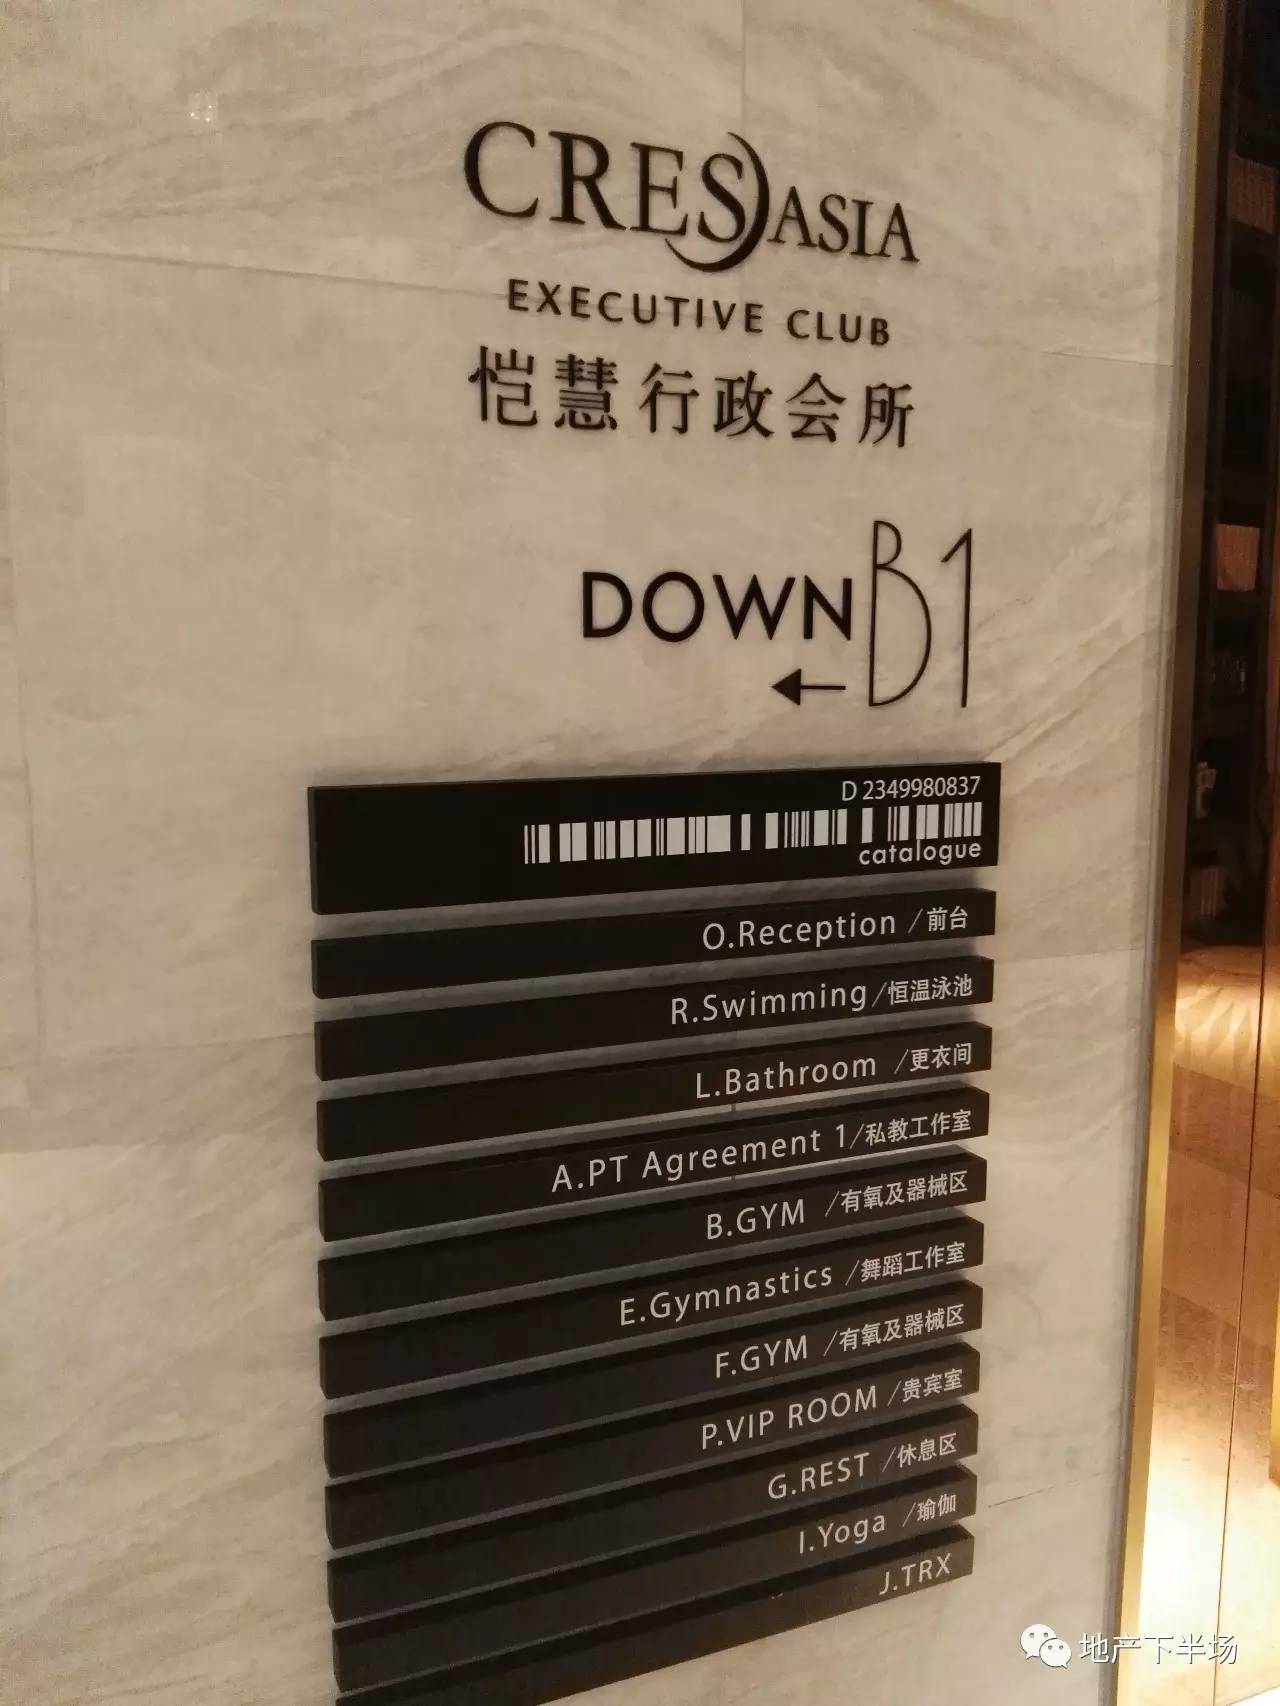 CRESASIA
EXECUTIVE CLUB
恺慧行政会所
DOWN B1
D 2349980837
catalogue
O.Reception /前台
R.Swimming/恒温泳池
L.Bathroom /更衣间
A.PT Agreement 1/私教工作室
B.GYM /有氧及器械区
E.Gymnastics /舞蹈工作室
F.GYM /有氧及器械区
P.VIP ROOM /贵宾室
G.REST /休息区
I.Yoga /瑜伽
J.TRX
地产下半场